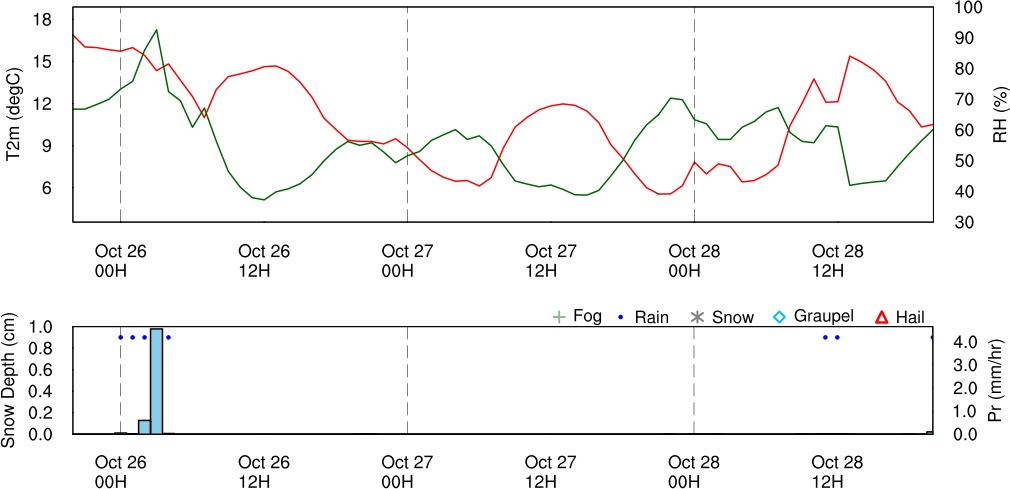 18
15
12
9
6
T2m (degC)
100
90
80
70
60
50
40
30
RH (%)
Oct 26
00H
Oct 26
12H
Oct 27
00H
Oct 27
12H
Oct 28
00H
Oct 28
12H
Fog Rain Snow Graupel Hail
1.0
0.8
0.6
0.4
0.2
0.0
Snow Depth (cm)
4.0
3.0
2.0
1.0
0.0
Pr (mm/hr)
Oct 26
00H
Oct 26
12H
Oct 27
00H
Oct 27
12H
Oct 28
00H
Oct 28
12H